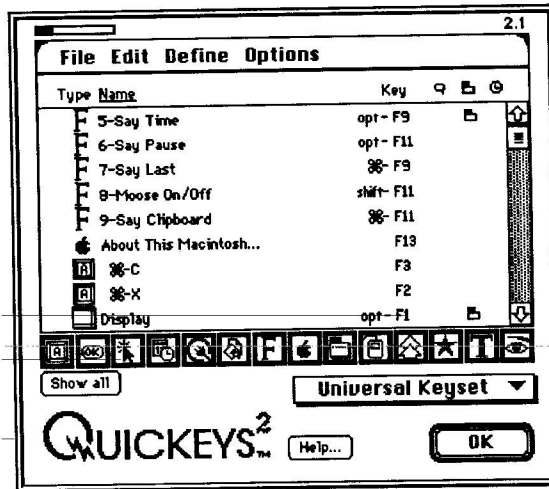 2.1
File Edit Define Options
Type Name Key
5-Say Time opt-F9
6-Say Pause opt-F11
7-Say Last ⌘-F9
8-Moose On/Off shift-F11
9-Say Clipboard ⌘-F11
About This Macintosh... F13
A ⌘-C F3
A ⌘-X F2
Display opt-F1
A OK F T
Show all Universal Keyset
QUICKEYS2™ Help... OK